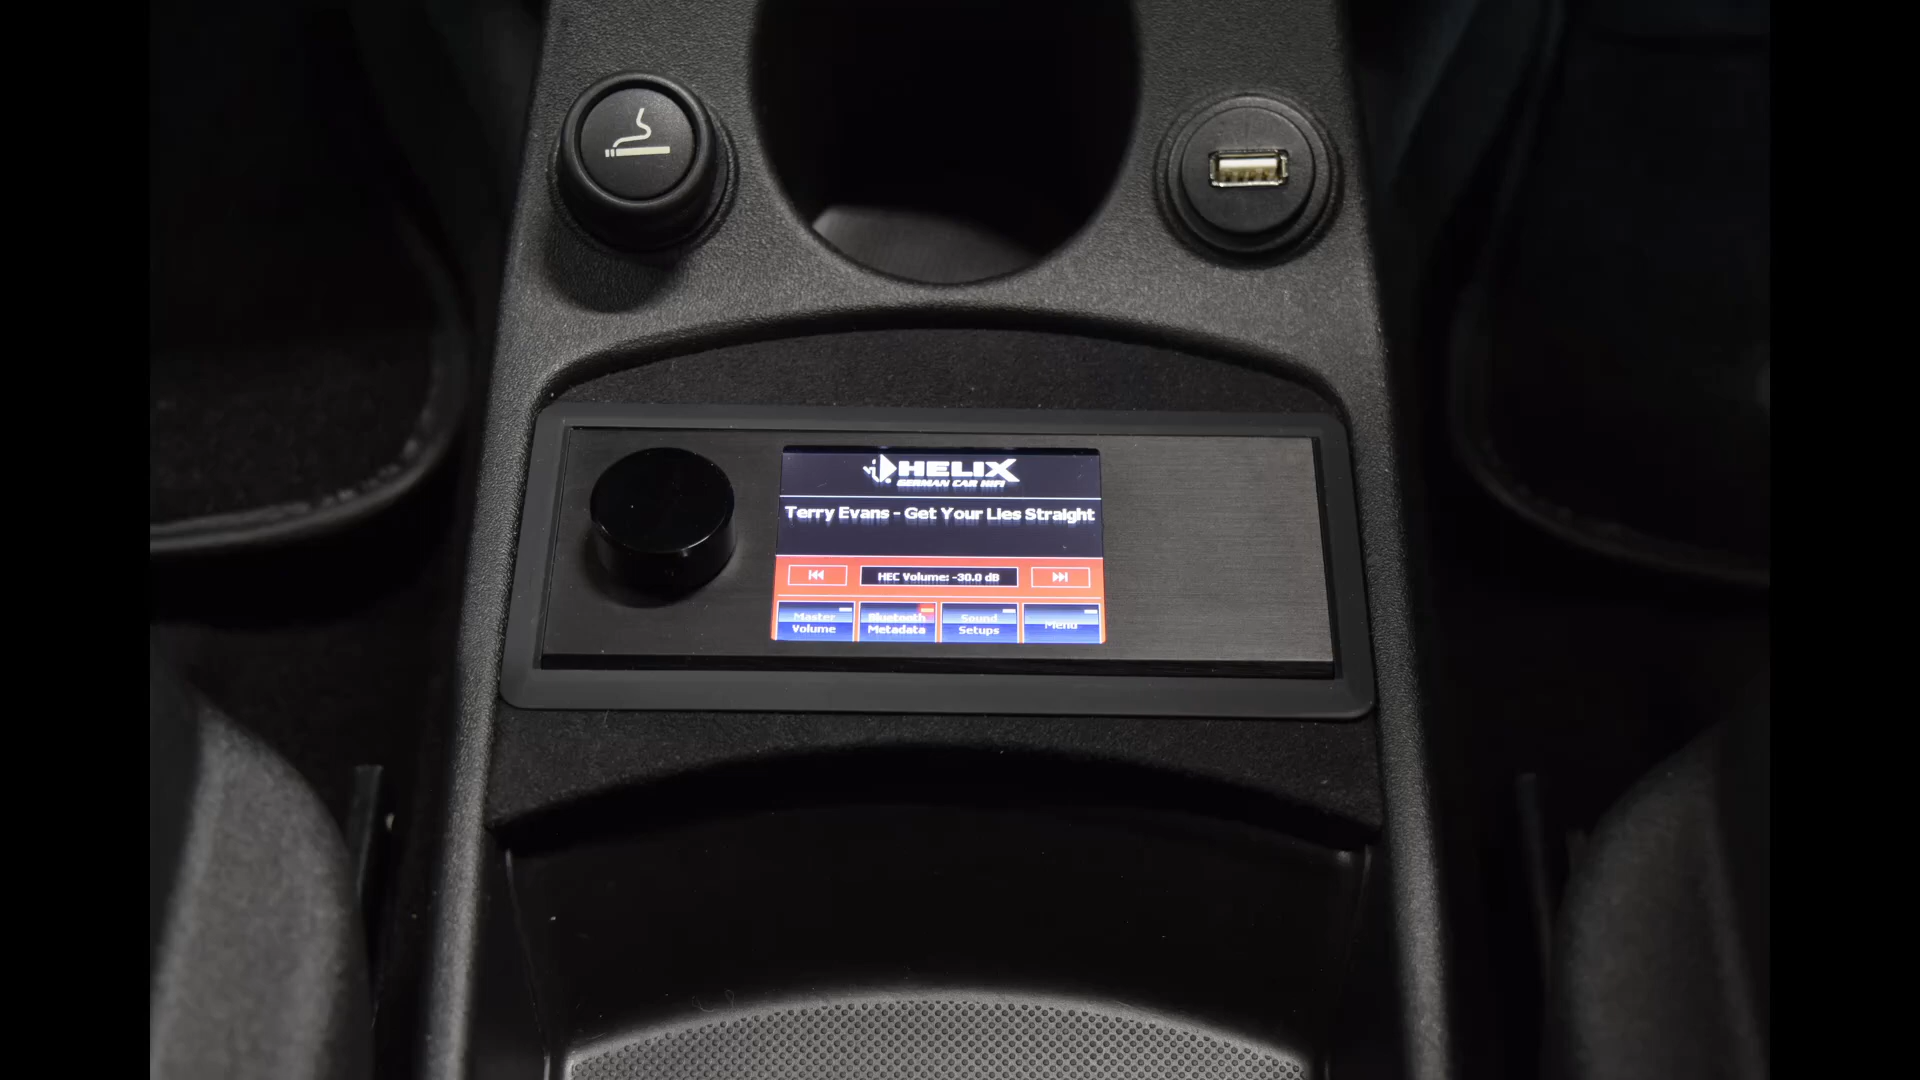 HELIX
GERMAN CAR HIFI
Terry Evans - Get Your Lies Straight
HEC Volume: -30.0 dB
Master Volume
Bluetooth Metadata
Sound Setups
Menu